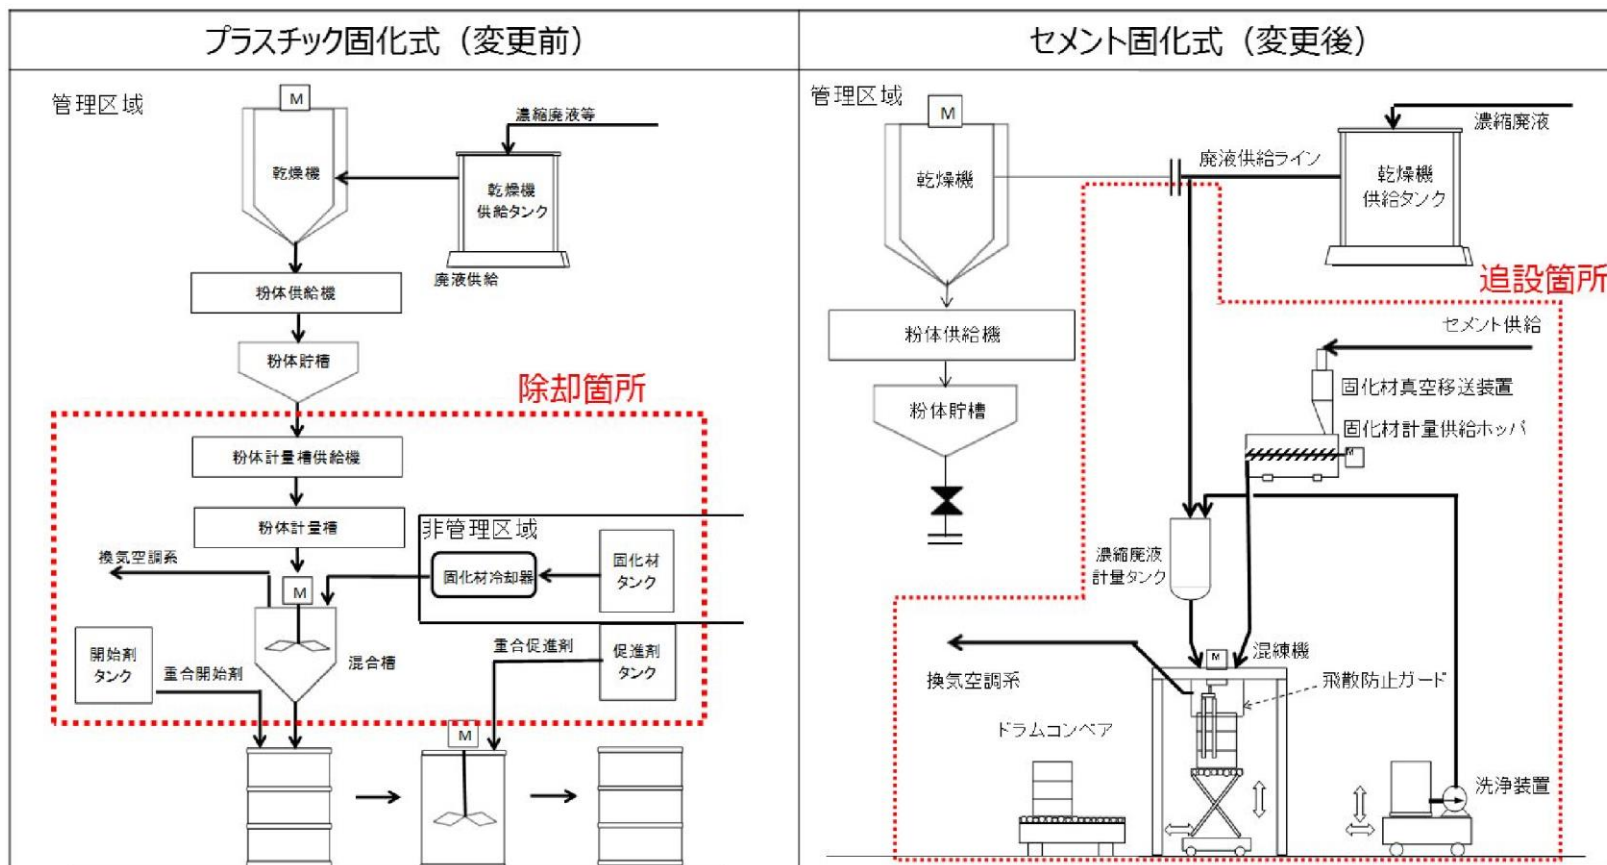 プラスチック固化式（変更前）
管理区域
M
濃縮廃液等
乾燥機
乾燥機
供給タンク
廃液供給
粉体供給機
粉体貯槽
除却箇所
粉体計量槽供給機
粉体計量槽
非管理区域
換気空調系
固化材冷却器
固化材
タンク
M
開始剤
タンク
重合開始剤
混合槽
重合促進剤
促進剤
タンク
M
セメント固化式（変更後）
管理区域
M
濃縮廃液
廃液供給ライン
乾燥機
乾燥機
供給タンク
追設箇所
セメント供給
粉体供給機
固化材真空移送装置
粉体貯槽
固化材計量供給ホッパ
M
濃縮廃液
計量タンク
M
混練機
換気空調系
飛散防止ガード
ドラムコンベア
洗浄装置